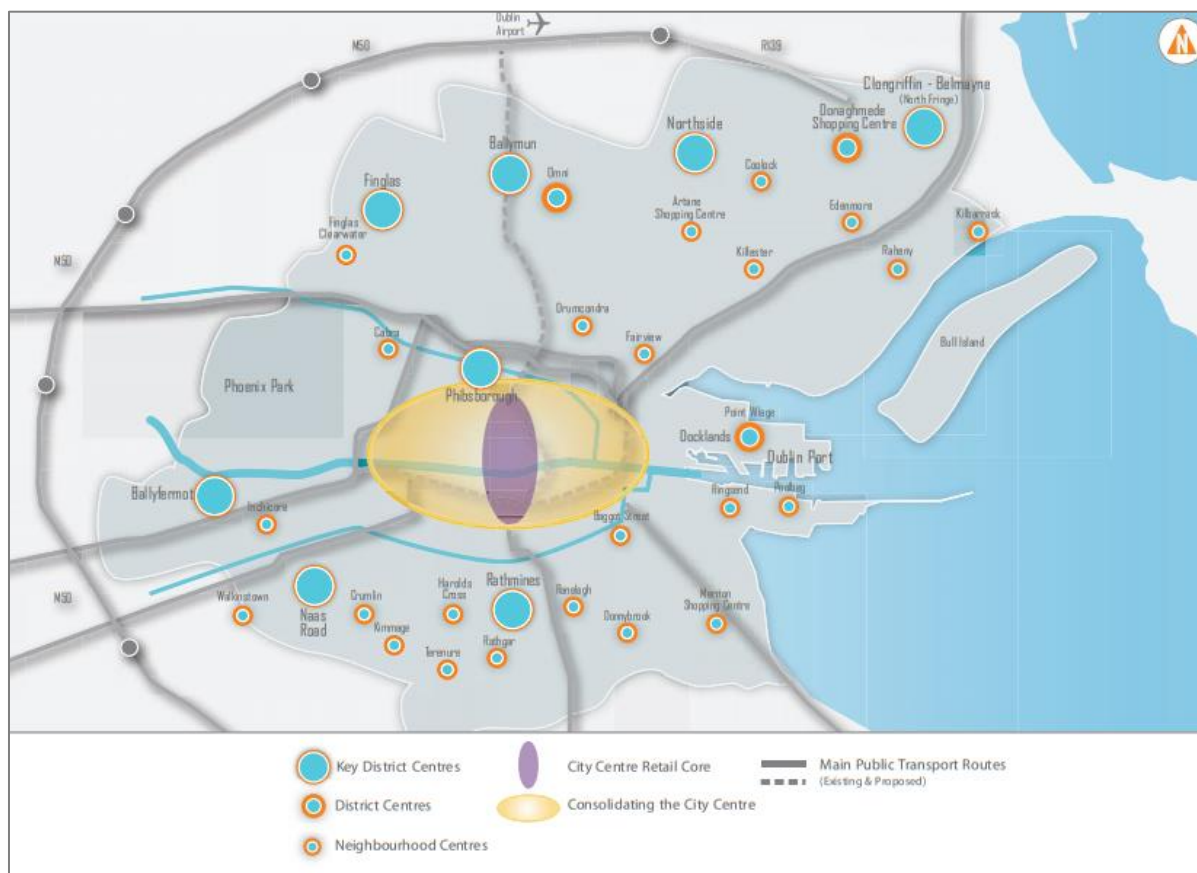 Dublin
Airport
M50
R139
N
Clongriffin - Belmayne
(North Fringe)
Donaghmede
Shopping Centre
Northside
Ballymun
Omni
Coolock
Finglas
Artane
Shopping Centre
Edenmore
Kilbarrack
Finglas
Clearwater
Killester
Raheny
M50
Drumcondra
Fairview
Cabra
Bull Island
Phoenix Park
Phibsborough
Point Village
Docklands
Dublin Port
Ballyfermot
Inchicore
Ringsend
Poolbeg
Baggot Street
M50
Walkinstown
Naas
Road
Crumlin
Kimmage
Harolds
Cross
Rathmines
Ranelagh
Donnybrook
Merrion
Shopping Centre
Terenure
Rathgar
Key District Centres
City Centre Retail Core
Main Public Transport Routes
(Existing & Proposed)
District Centres
Consolidating the City Centre
Neighbourhood Centres